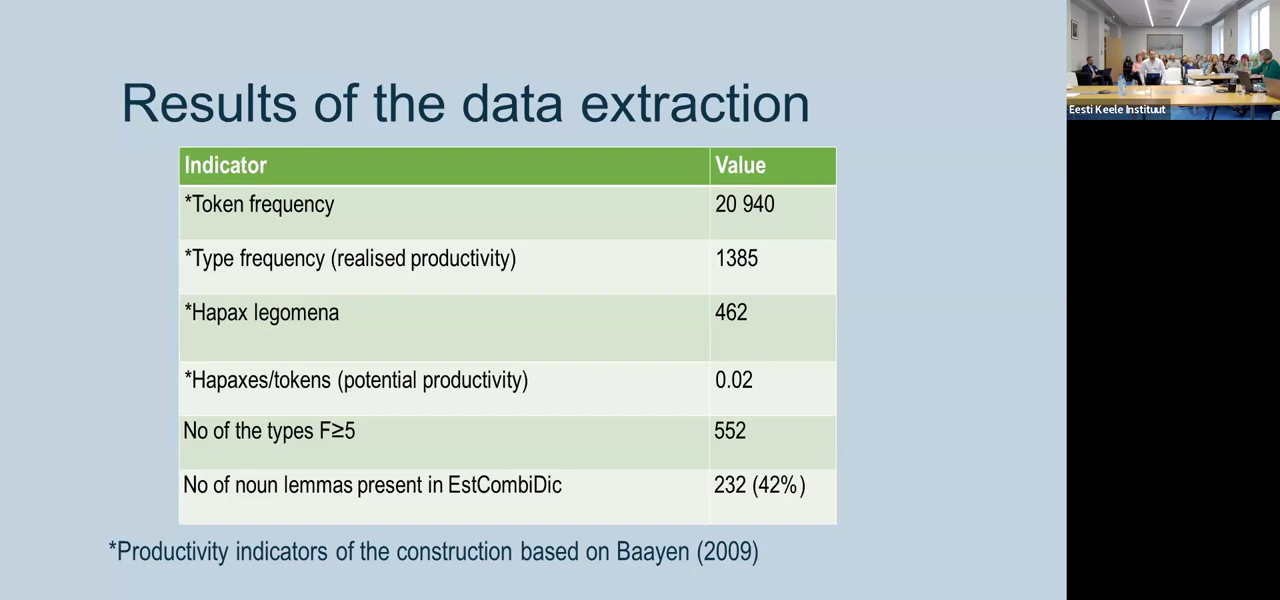 Results of the data extraction
Indicator Value
*Token frequency 20 940
*Type frequency (realised productivity) 1385
*Hapax legomena 462
*Hapaxes/tokens (potential productivity) 0.02
No of the types F≥5 552
No of noun lemmas present in EstCombiDic 232 (42%)
*Productivity indicators of the construction based on Baayen (2009)
Eesti Keele Instituut